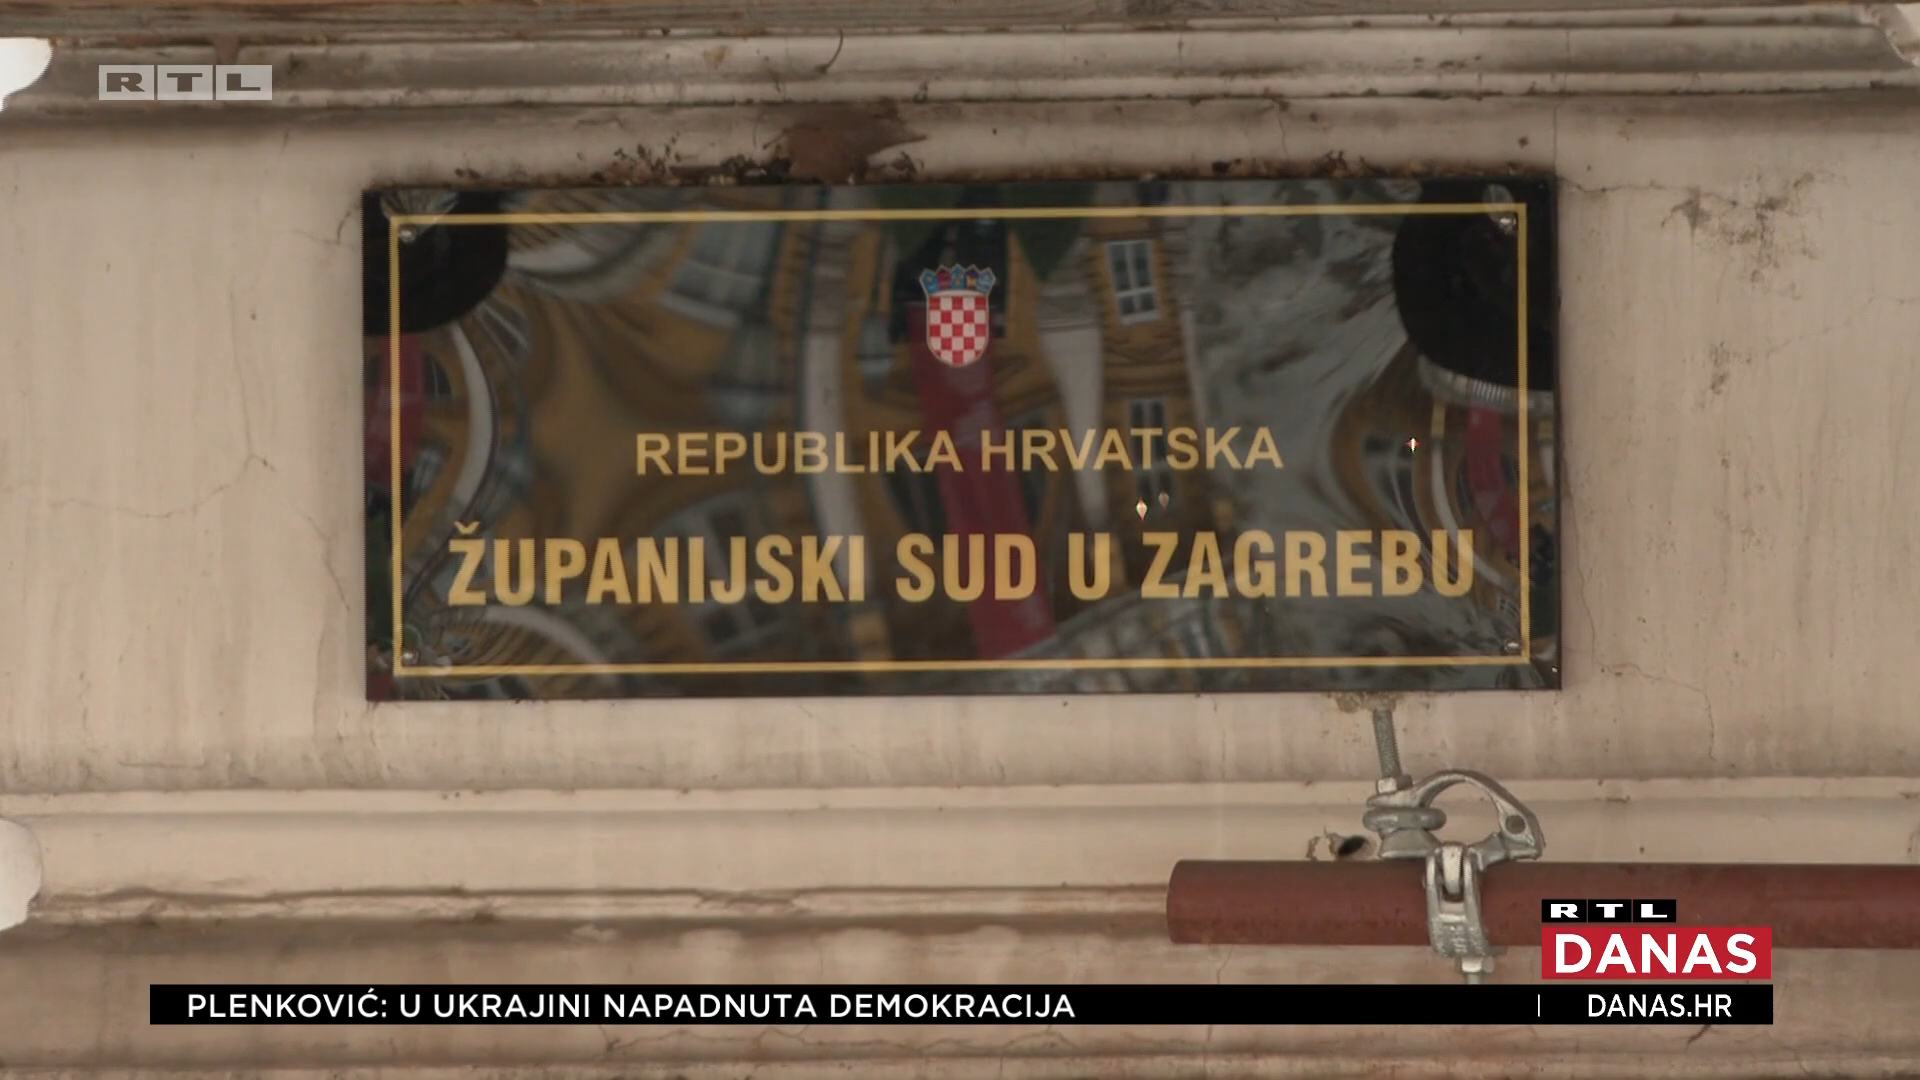 RTL
REPUBLIKA HRVATSKA
ŽUPANIJSKI SUD U ZAGREBU
RTL
DANAS
PLENKOVIĆ: U UKRAJINI NAPADNUTA DEMOKRACIJA | DANAS.HR